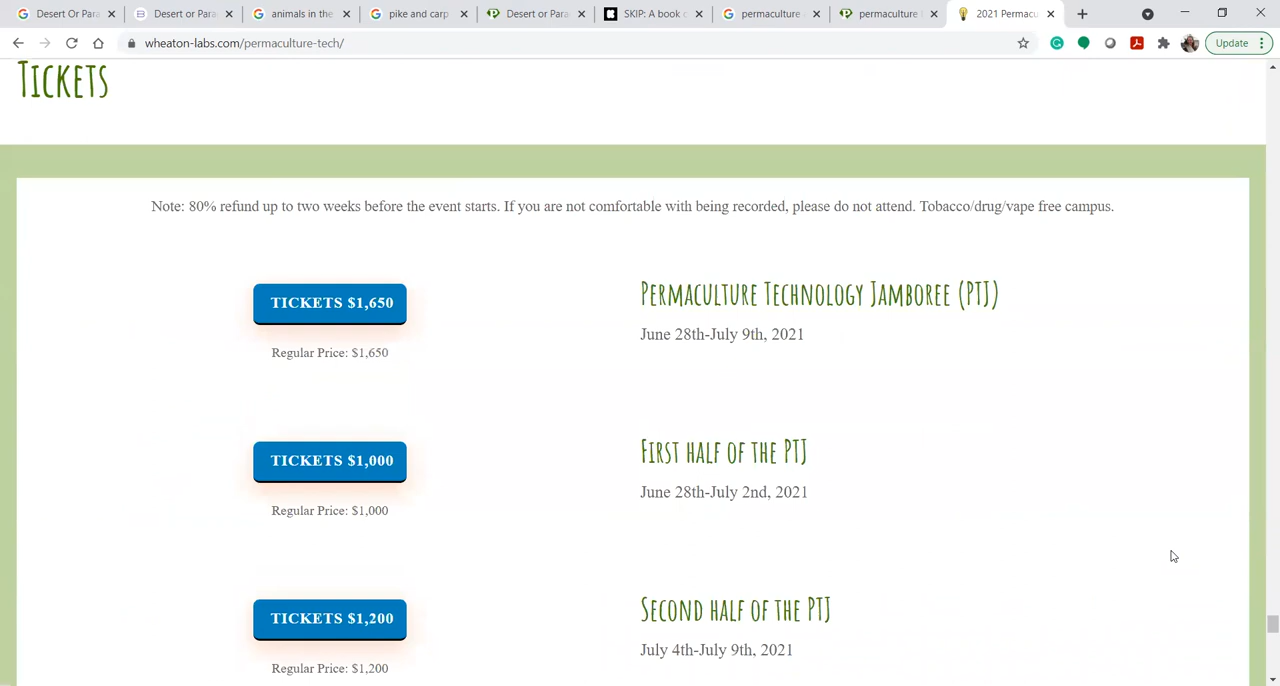 Desert Or Para
Desert or Para
animals in the
pike and carp
Desert or Para
SKIP: A book o
permaculture
permaculture
2021 Permacu
wheaton-labs.com/permaculture-tech/
Update
Tickets
Note: 80% refund up to two weeks before the event starts. If you are not comfortable with being recorded, please do not attend. Tobacco/drug/vape free campus.
TICKETS $1,650
Regular Price: $1,650
Permaculture Technology Jamboree (PTJ)
June 28th-July 9th, 2021
TICKETS $1,000
Regular Price: $1,000
First half of the PTJ
June 28th-July 2nd, 2021
TICKETS $1,200
Regular Price: $1,200
Second half of the PTJ
July 4th-July 9th, 2021